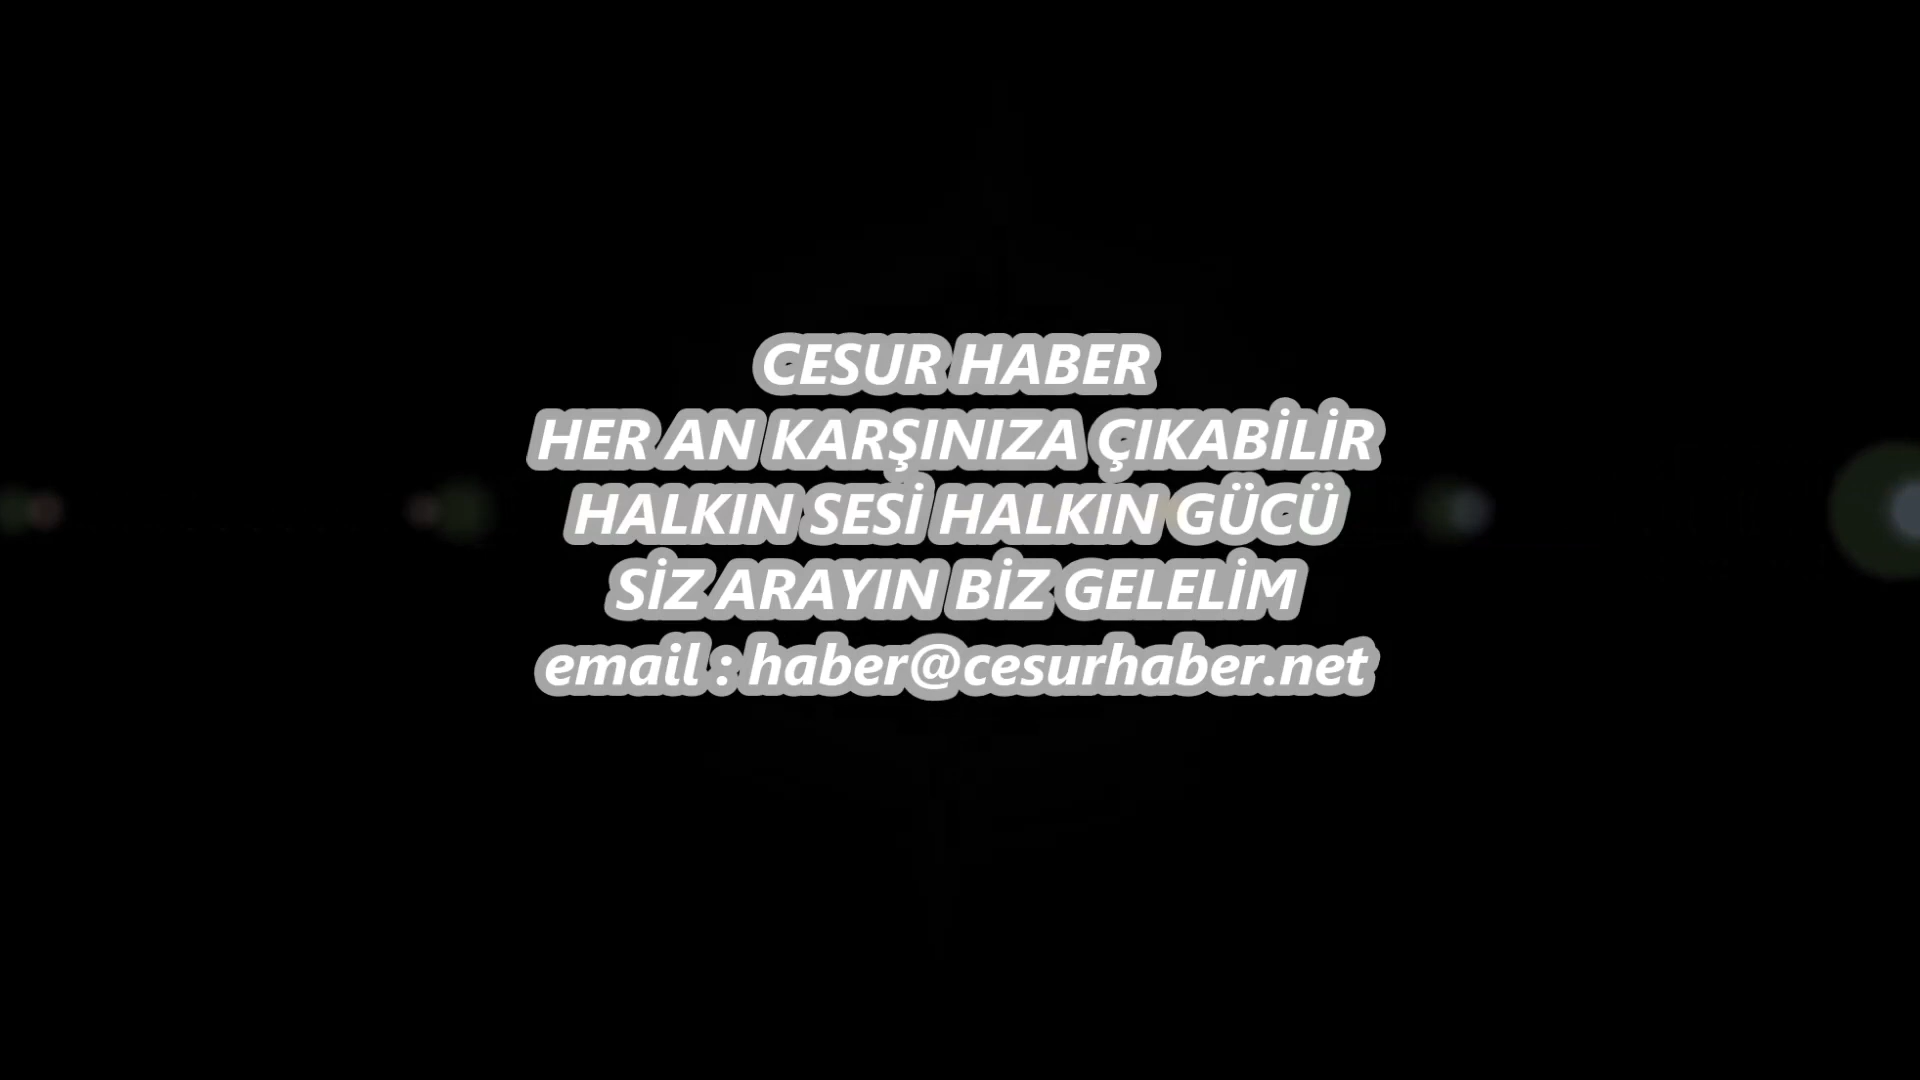 CESUR HABER
HER AN KARŞINIZA ÇIKABİLİR
HALKIN SESİ HALKIN GÜCÜ
SİZ ARAYIN BİZ GELELİM
email : haber@cesurhaber.net